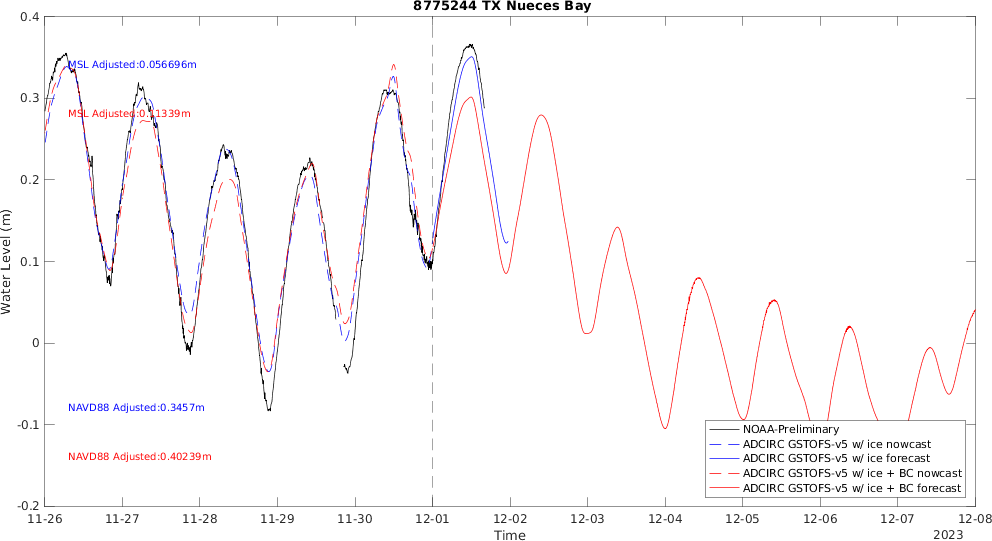 8775244 TX Nueces Bay
0.4
MSL Adjusted:0.056696m
0.3
MSL Adjusted:0.11339m
0.2
Water Level (m)
0.1
0
NAVD88 Adjusted:0.3457m
-0.1
NAVD88 Adjusted:0.40239m
-0.2
NOAA-Preliminary
ADCIRC GSTOFS-v5 w/ ice nowcast
ADCIRC GSTOFS-v5 w/ ice forecast
ADCIRC GSTOFS-v5 w/ ice + BC nowcast
ADCIRC GSTOFS-v5 w/ ice + BC forecast
11-26 11-27 11-28 11-29 11-30 12-01 12-02 12-03 12-04 12-05 12-06 12-07 12-08
Time
2023